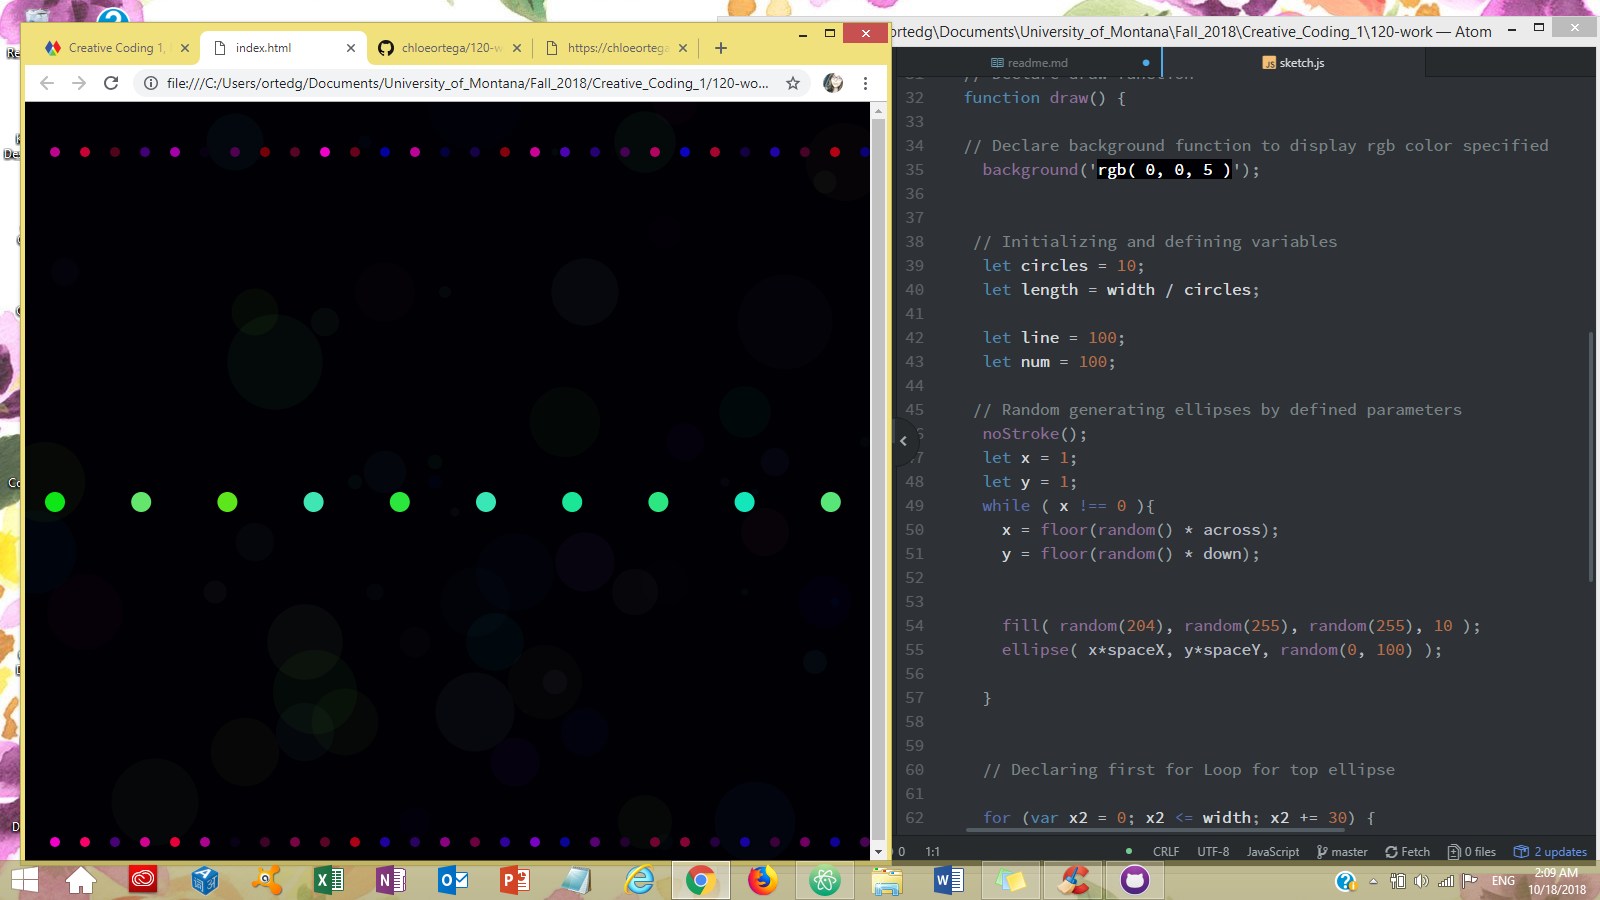 Creative Coding 1,
index.html
chloeortega/120-w
https://chloeortega
file:///C:/Users/ortedg/Documents/University_of_Montana/Fall_2018/Creative_Coding_1/120-wo...
ortedg\Documents\University_of_Montana\Fall_2018\Creative_Coding_1\120-work — Atom
readme.md
sketch.js
// Declare draw function
32 function draw() {
33
34 // Declare background function to display rgb color specified
35 background('rgb( 0, 0, 5 )');
36
37
38 // Initializing and defining variables
39 let circles = 10;
40 let length = width / circles;
41
42 let line = 100;
43 let num = 100;
44
45 // Random generating ellipses by defined parameters
6 noStroke();
47 let x = 1;
48 let y = 1;
49 while ( x !== 0 ){
50 x = floor(random() * across);
51 y = floor(random() * down);
52
53
54 fill( random(204), random(255), random(255), 10 );
55 ellipse( x*spaceX, y*spaceY, random(0, 100) );
56
57 }
58
59
60 // Declaring first for Loop for top ellipse
61
62 for (var x2 = 0; x2 <= width; x2 += 30) {
0 1:1 CRLF UTF-8 JavaScript master Fetch 0 files 2 updates
ENG
2:09 AM
10/18/2018